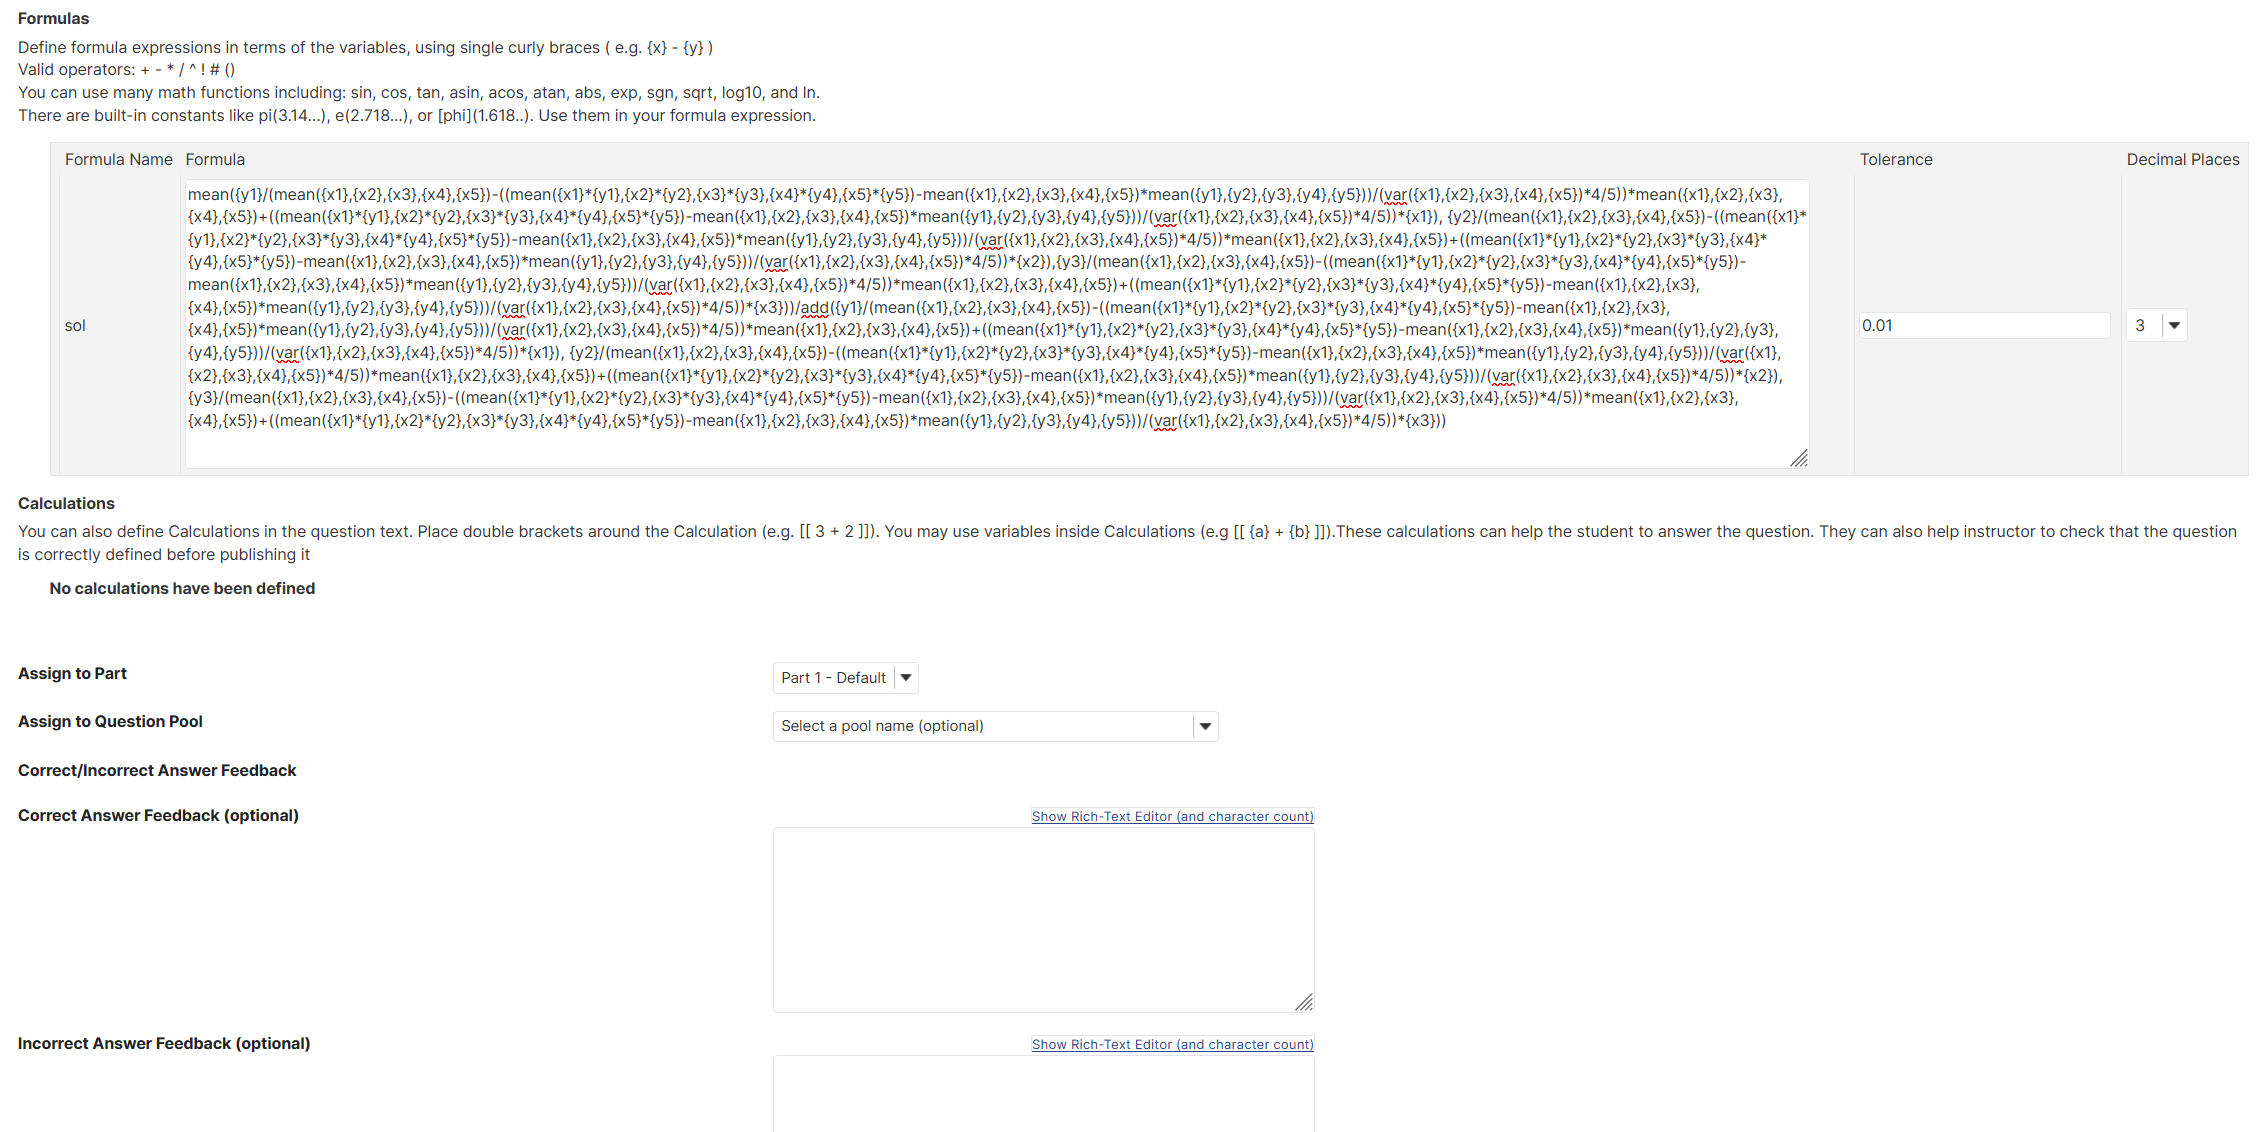 Formulas
Define formula expressions in terms of the variables, using single curly braces ( e.g. {x} - {y} )
Valid operators: + - * / ^ ! # ()
You can use many math functions including: sin, cos, tan, asin, acos, atan, abs, exp, sgn, sqrt, log10, and ln.
There are built-in constants like pi(3.14...), e(2.718...), or [phi](1.618..). Use them in your formula expression.
Formula Name Formula Tolerance Decimal Places
mean({y1}/(mean({x1},{x2},{x3},{x4},{x5})-((mean({x1}*{y1},{x2}*{y2},{x3}*{y3},{x4}*{y4},{x5}*{y5})-mean({x1},{x2},{x3},{x4},{x5})*mean({y1},{y2},{y3},{y4},{y5}))/(var({x1},{x2},{x3},{x4},{x5})*4/5))*mean({x1},{x2},{x3},
{x4},{x5})+((mean({x1}*{y1},{x2}*{y2},{x3}*{y3},{x4}*{y4},{x5}*{y5})-mean({x1},{x2},{x3},{x4},{x5})*mean({y1},{y2},{y3},{y4},{y5}))/(var({x1},{x2},{x3},{x4},{x5})*4/5))*{x1}), {y2}/(mean({x1},{x2},{x3},{x4},{x5})-((mean({x1}*
{y1},{x2}*{y2},{x3}*{y3},{x4}*{y4},{x5}*{y5})-mean({x1},{x2},{x3},{x4},{x5})*mean({y1},{y2},{y3},{y4},{y5}))/(var({x1},{x2},{x3},{x4},{x5})*4/5))*mean({x1},{x2},{x3},{x4},{x5})+((mean({x1}*{y1},{x2}*{y2},{x3}*{y3},{x4}*
{y4},{x5}*{y5})-mean({x1},{x2},{x3},{x4},{x5})*mean({y1},{y2},{y3},{y4},{y5}))/(var({x1},{x2},{x3},{x4},{x5})*4/5))*{x2}),{y3}/(mean({x1},{x2},{x3},{x4},{x5})-((mean({x1}*{y1},{x2}*{y2},{x3}*{y3},{x4}*{y4},{x5}*{y5})-
mean({x1},{x2},{x3},{x4},{x5})*mean({y1},{y2},{y3},{y4},{y5}))/(var({x1},{x2},{x3},{x4},{x5})*4/5))*mean({x1},{x2},{x3},{x4},{x5})+((mean({x1}*{y1},{x2}*{y2},{x3}*{y3},{x4}*{y4},{x5}*{y5})-mean({x1},{x2},{x3},
{x4},{x5})*mean({y1},{y2},{y3},{y4},{y5}))/(var({x1},{x2},{x3},{x4},{x5})*4/5))*{x3}))/add({y1}/(mean({x1},{x2},{x3},{x4},{x5})-((mean({x1}*{y1},{x2}*{y2},{x3}*{y3},{x4}*{y4},{x5}*{y5})-mean({x1},{x2},{x3},
{x4},{x5})*mean({y1},{y2},{y3},{y4},{y5}))/(var({x1},{x2},{x3},{x4},{x5})*4/5))*mean({x1},{x2},{x3},{x4},{x5})+((mean({x1}*{y1},{x2}*{y2},{x3}*{y3},{x4}*{y4},{x5}*{y5})-mean({x1},{x2},{x3},{x4},{x5})*mean({y1},{y2},{y3},
{y4},{y5}))/(var({x1},{x2},{x3},{x4},{x5})*4/5))*{x1}), {y2}/(mean({x1},{x2},{x3},{x4},{x5})-((mean({x1}*{y1},{x2}*{y2},{x3}*{y3},{x4}*{y4},{x5}*{y5})-mean({x1},{x2},{x3},{x4},{x5})*mean({y1},{y2},{y3},{y4},{y5}))/(var({x1},
{x2},{x3},{x4},{x5})*4/5))*mean({x1},{x2},{x3},{x4},{x5})+((mean({x1}*{y1},{x2}*{y2},{x3}*{y3},{x4}*{y4},{x5}*{y5})-mean({x1},{x2},{x3},{x4},{x5})*mean({y1},{y2},{y3},{y4},{y5}))/(var({x1},{x2},{x3},{x4},{x5})*4/5))*{x2}),
{y3}/(mean({x1},{x2},{x3},{x4},{x5})-((mean({x1}*{y1},{x2}*{y2},{x3}*{y3},{x4}*{y4},{x5}*{y5})-mean({x1},{x2},{x3},{x4},{x5})*mean({y1},{y2},{y3},{y4},{y5}))/(var({x1},{x2},{x3},{x4},{x5})*4/5))*mean({x1},{x2},{x3},
{x4},{x5})+((mean({x1}*{y1},{x2}*{y2},{x3}*{y3},{x4}*{y4},{x5}*{y5})-mean({x1},{x2},{x3},{x4},{x5})*mean({y1},{y2},{y3},{y4},{y5}))/(var({x1},{x2},{x3},{x4},{x5})*4/5))*{x3}))
sol 0.01 3
Calculations
You can also define Calculations in the question text. Place double brackets around the Calculation (e.g. [[ 3 + 2 ]]). You may use variables inside Calculations (e.g [[ {a} + {b} ]]).These calculations can help the student to answer the question. They can also help instructor to check that the question
is correctly defined before publishing it
No calculations have been defined
Assign to Part Part 1 - Default
Assign to Question Pool Select a pool name (optional)
Correct/Incorrect Answer Feedback
Correct Answer Feedback (optional) Show Rich-Text Editor (and character count)
Incorrect Answer Feedback (optional) Show Rich-Text Editor (and character count)